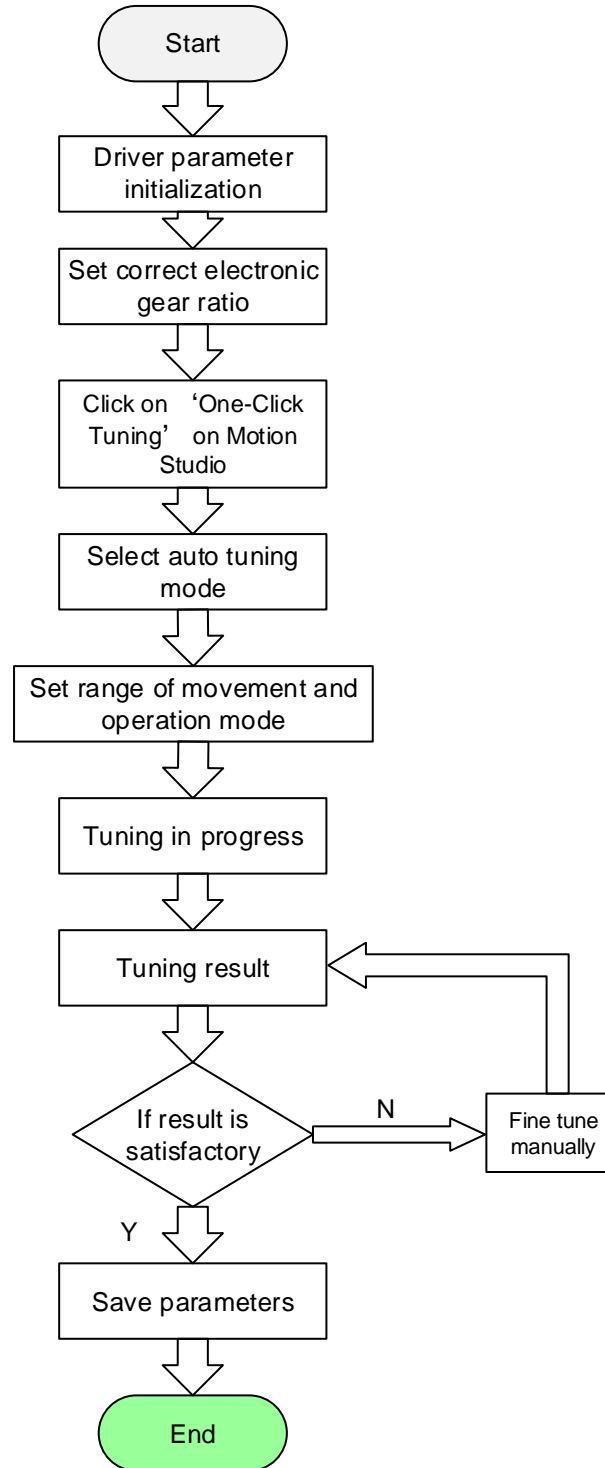 Start
Driver parameter
initialization
Set correct electronic
gear ratio
Click on ‘One-Click
Tuning’ on Motion
Studio
Select auto tuning
mode
Set range of movement and
operation mode
Tuning in progress
Tuning result
If result is
satisfactory
N
Fine tune
manually
Y
Save parameters
End